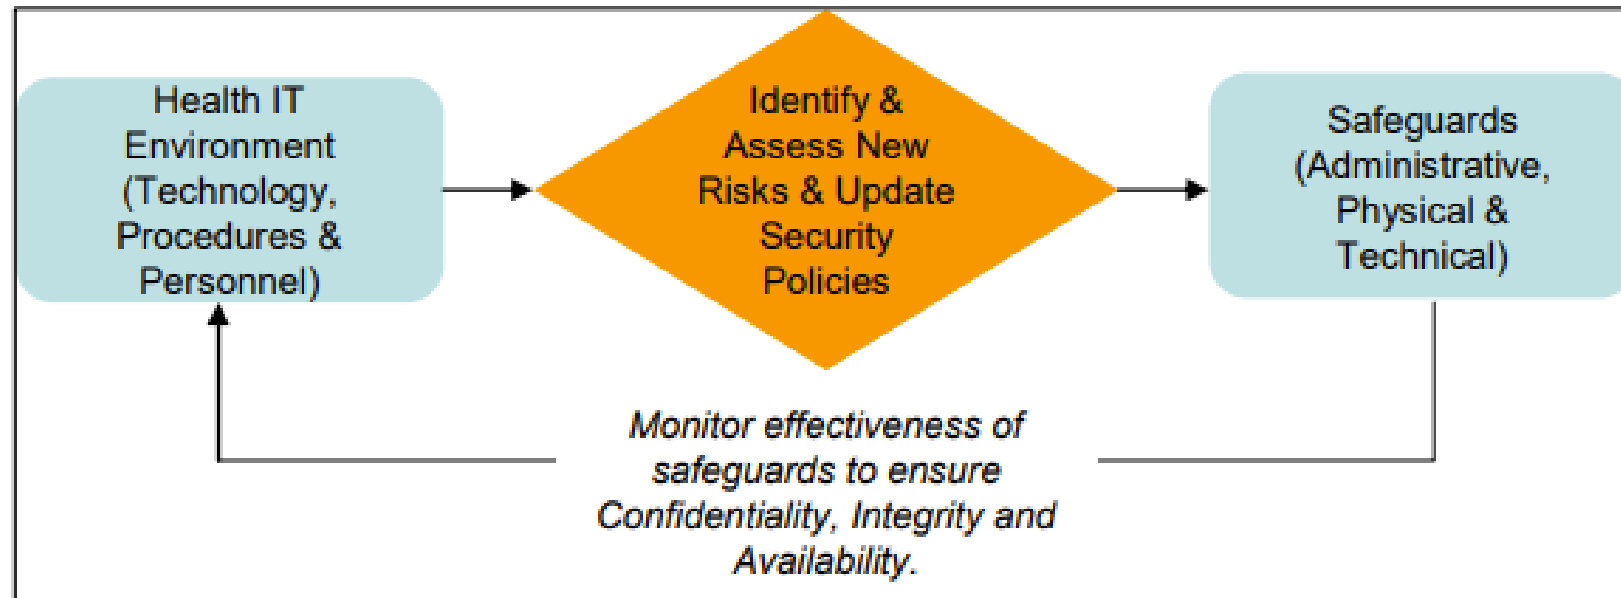 Health IT
Environment
(Technology,
Procedures &
Personnel)
Identify &
Assess New
Risks & Update
Security
Policies
Safeguards
(Administrative,
Physical &
Technical)
Monitor effectiveness of
safeguards to ensure
Confidentiality, Integrity and
Availability.